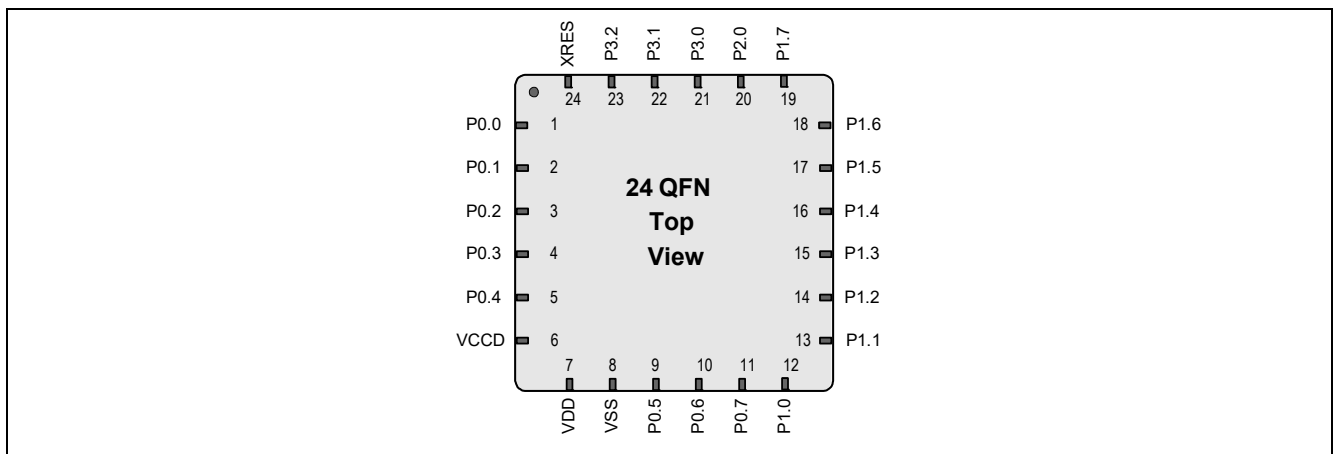 XRES P3.2 P3.1 P3.0 P2.0 P1.7
24 23 22 21 20 19
P0.0 1 18 P1.6
P0.1 2 17 P1.5
24 QFN
P0.2 3 16 P1.4
Top
P0.3 4 15 P1.3
View
P0.4 5 14 P1.2
VCCD 6 13 P1.1
7 8 9 10 11 12
VDD VSS P0.5 P0.6 P0.7 P1.0